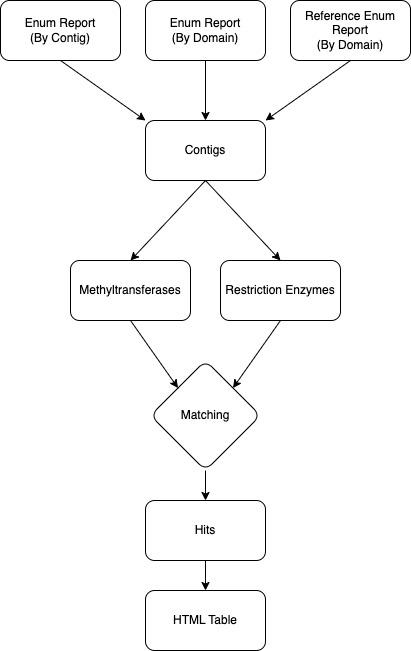 Enum Report
(By Contig)
Enum Report
(By Domain)
Reference Enum
Report
(By Domain)
Contigs
Methyltransferases
Restriction Enzymes
Matching
Hits
HTML Table